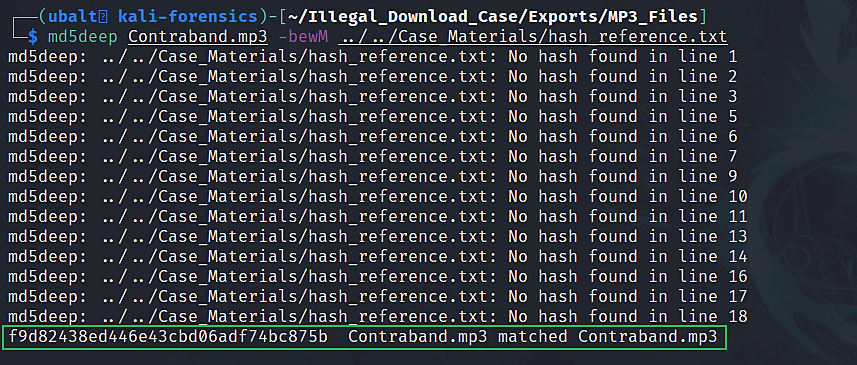 ┌──(ubalt㉿ kali-forensics)-[~/Illegal_Download_Case/Exports/MP3_Files]
└─$ md5deep Contraband.mp3 -bewM ../../Case_Materials/hash_reference.txt
md5deep: ../../Case_Materials/hash_reference.txt: No hash found in line 1
md5deep: ../../Case_Materials/hash_reference.txt: No hash found in line 2
md5deep: ../../Case_Materials/hash_reference.txt: No hash found in line 3
md5deep: ../../Case_Materials/hash_reference.txt: No hash found in line 5
md5deep: ../../Case_Materials/hash_reference.txt: No hash found in line 6
md5deep: ../../Case_Materials/hash_reference.txt: No hash found in line 7
md5deep: ../../Case_Materials/hash_reference.txt: No hash found in line 9
md5deep: ../../Case_Materials/hash_reference.txt: No hash found in line 10
md5deep: ../../Case_Materials/hash_reference.txt: No hash found in line 11
md5deep: ../../Case_Materials/hash_reference.txt: No hash found in line 13
md5deep: ../../Case_Materials/hash_reference.txt: No hash found in line 14
md5deep: ../../Case_Materials/hash_reference.txt: No hash found in line 16
md5deep: ../../Case_Materials/hash_reference.txt: No hash found in line 17
md5deep: ../../Case_Materials/hash_reference.txt: No hash found in line 18
f9d82438ed446e43cbd06adf74bc875b  Contraband.mp3 matched Contraband.mp3